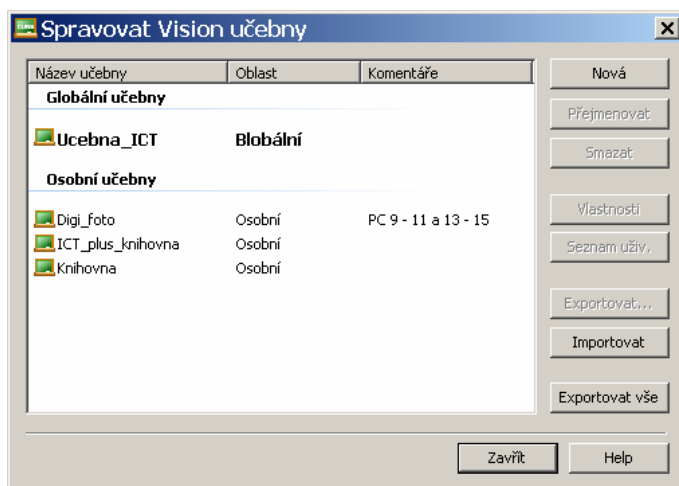 Spravovat Vision učebny
Název učebny Oblast Komentáře
Globální učebny
Ucebna_ICT Blobální
Osobní učebny
Digi_foto Osobní PC 9 - 11 a 13 - 15
ICT_plus_knihovna Osobní
Knihovna Osobní
Nová
Přejmenovat
Smazat
Vlastnosti
Seznam uživ.
Exportovat...
Importovat
Exportovat vše
Zavřít Help